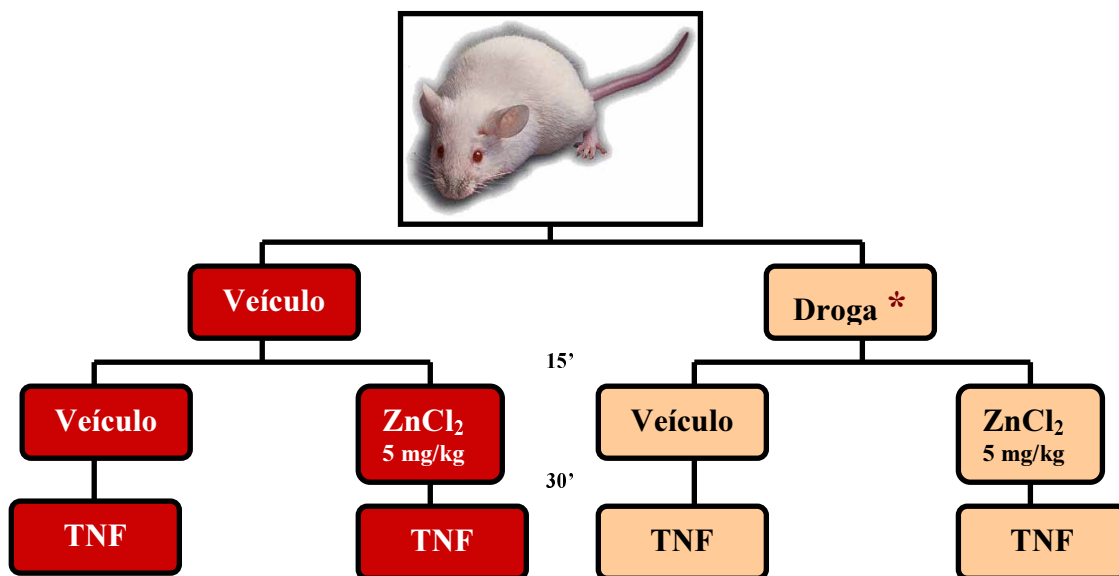 Veículo
Droga *
15’
Veículo
ZnCl₂
5 mg/kg
Veículo
ZnCl₂
5 mg/kg
30’
TNF
TNF
TNF
TNF